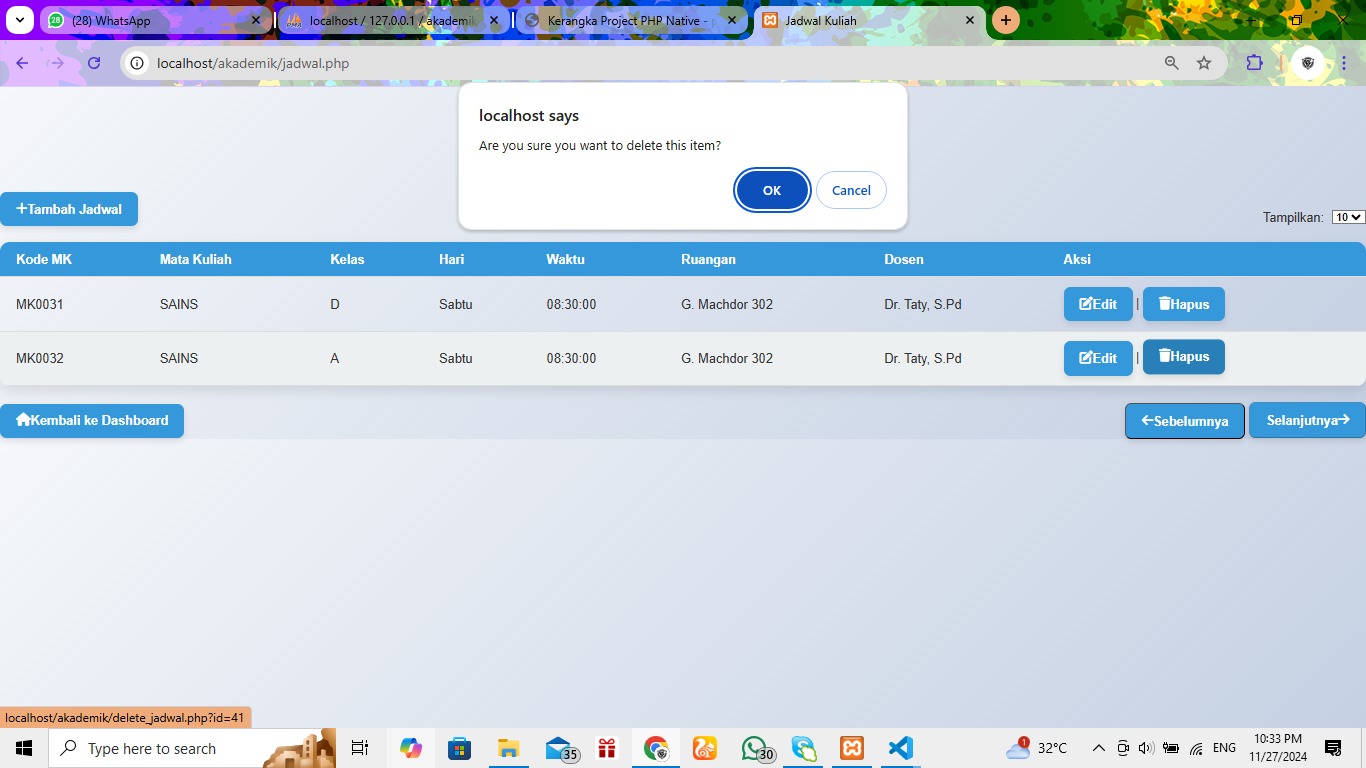 28 (28) WhatsApp
localhost / 127.0.0.1 / akademik
Kerangka Project PHP Native -
Jadwal Kuliah
localhost/akademik/jadwal.php
localhost says
Are you sure you want to delete this item?
OK
Cancel
Tambah Jadwal
Tampilkan: 10
Kode MK Mata Kuliah Kelas Hari Waktu Ruangan Dosen Aksi
MK0031 SAINS D Sabtu 08:30:00 G. Machdor 302 Dr. Taty, S.Pd Edit | Hapus
MK0032 SAINS A Sabtu 08:30:00 G. Machdor 302 Dr. Taty, S.Pd Edit | Hapus
Kembali ke Dashboard
Sebelumnya
Selanjutnya
localhost/akademik/delete_jadwal.php?id=41
Type here to search
35
30
1
32°C
ENG
10:33 PM
11/27/2024